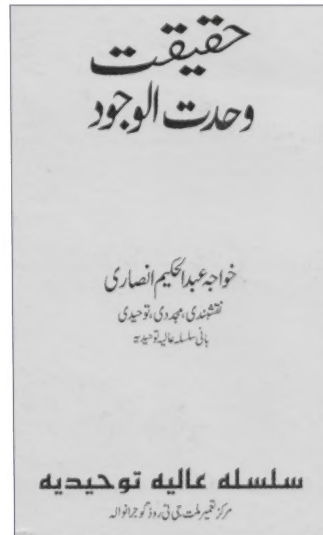 حقیقت
وحدت الوجود
خواجہ عبدالحکیم انصاری
نقشبندی، مجددی، توحیدی
بانی سلسلہ عالیہ توحیدیہ
سلسلہ عالیہ توحیدیہ
مرکز تعمیر ملت جی ٹی روڈ گوجرانوالہ